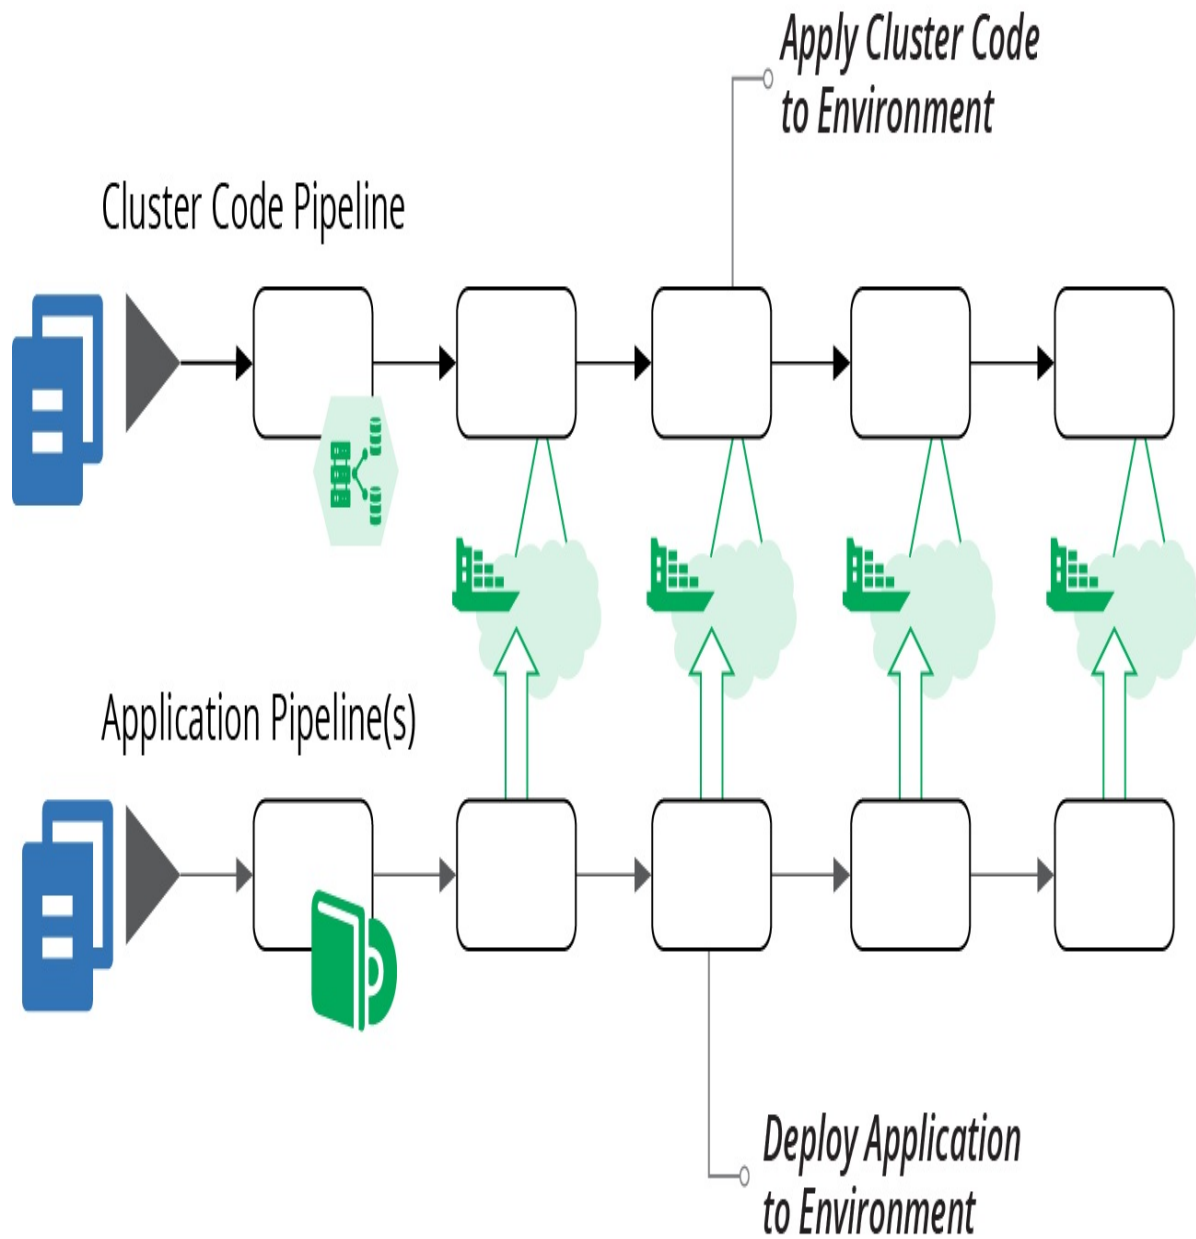 Apply Cluster Code
to Environment
Cluster Code Pipeline
Application Pipeline(s)
Deploy Application
to Environment